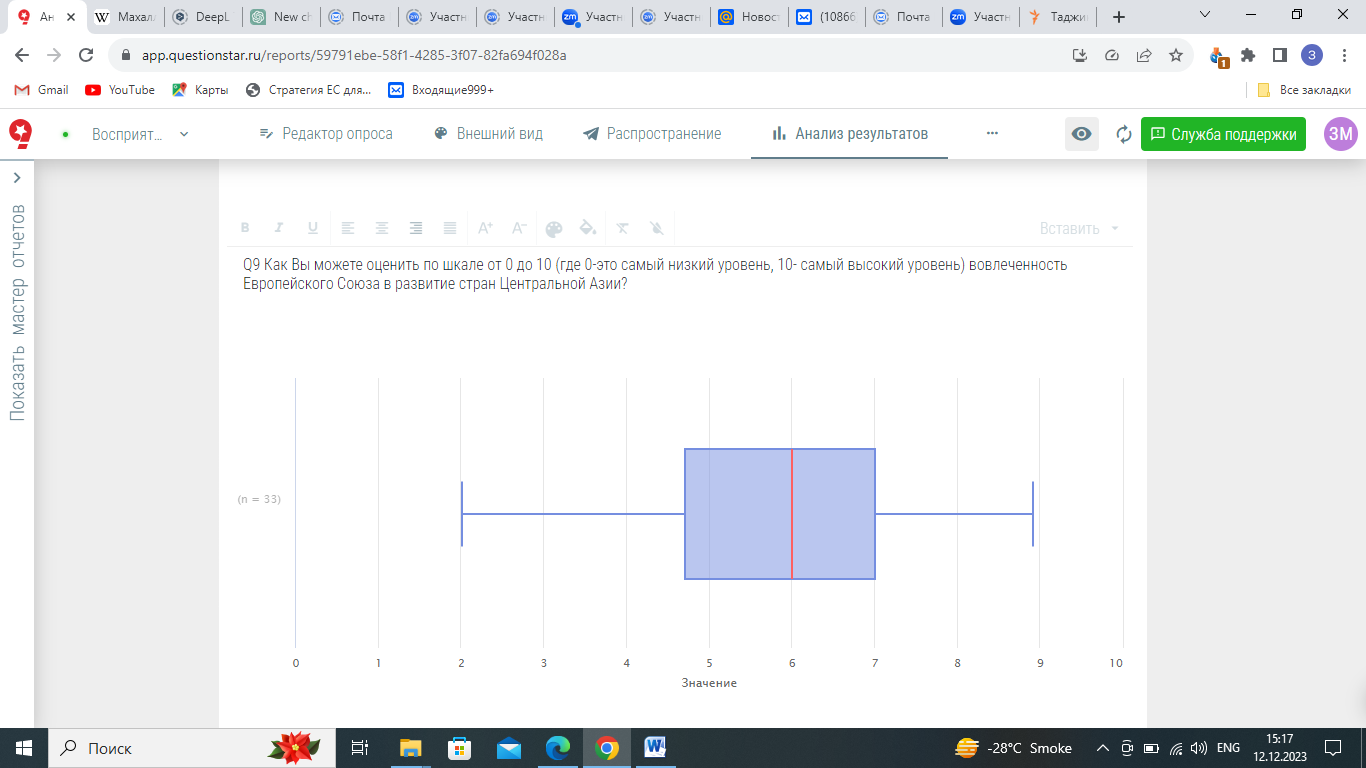 Ан
Махал
DeepL
New ch
Почта
Участн
Участн
Участн
Участн
Новост
(10866
Почта
Участн
Таджи
app.questionstar.ru/reports/59791ebe-58f1-4285-3f07-82fa694f028a
1
З
Gmail
YouTube
Карты
Стратегия ЕС для...
Входящие999+
Все закладки
Восприят...
Редактор опроса
Внешний вид
Распространение
Анализ результатов
Служба поддержки
ЗМ
Показать мастер отчетов
B I U A+ A−
Вставить
Q9 Как Вы можете оценить по шкале от 0 до 10 (где 0-это самый низкий уровень, 10- самый высокий уровень) вовлеченность
Европейского Союза в развитие стран Центральной Азии?
(n = 33)
0 1 2 3 4 5 6 7 8 9 10
Значение
Поиск
-28°C Smoke
ENG
15:17
12.12.2023